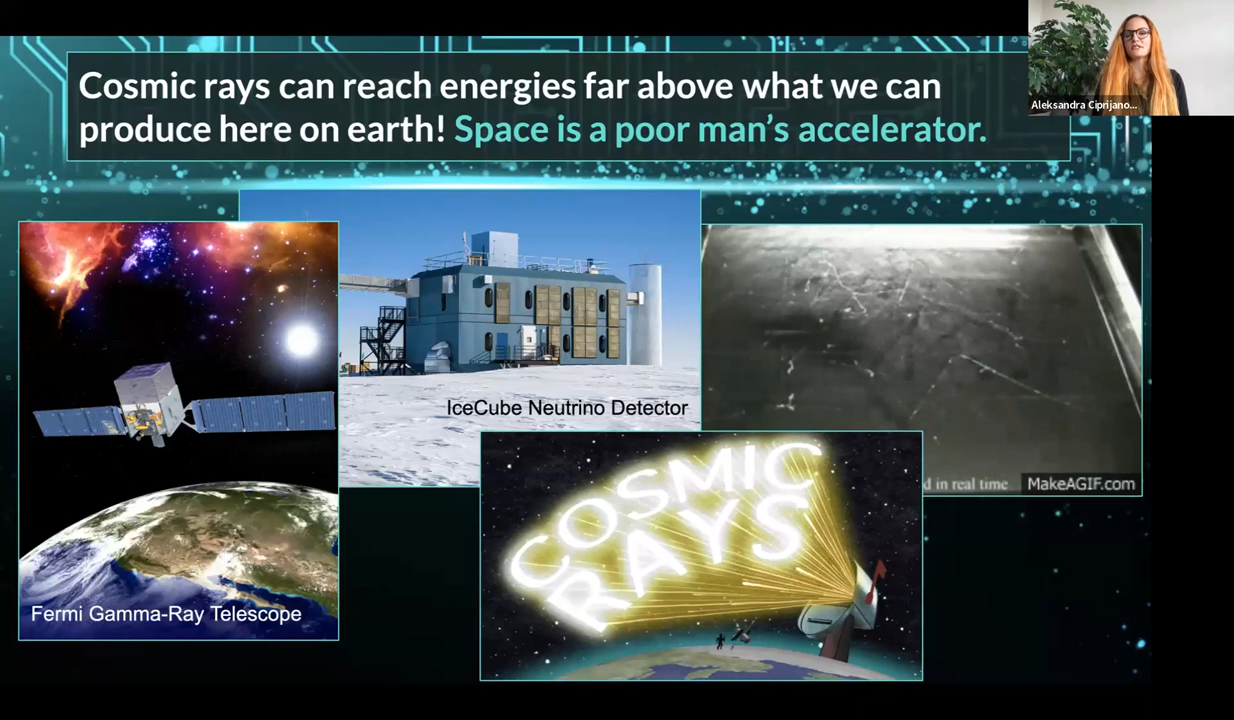 Cosmic rays can reach energies far above what we can
produce here on earth! Space is a poor man's accelerator.
Aleksandra Ciprijano...
IceCube Neutrino Detector
d in real time
MakeAGIF.com
COSMIC
RAYS
Fermi Gamma-Ray Telescope